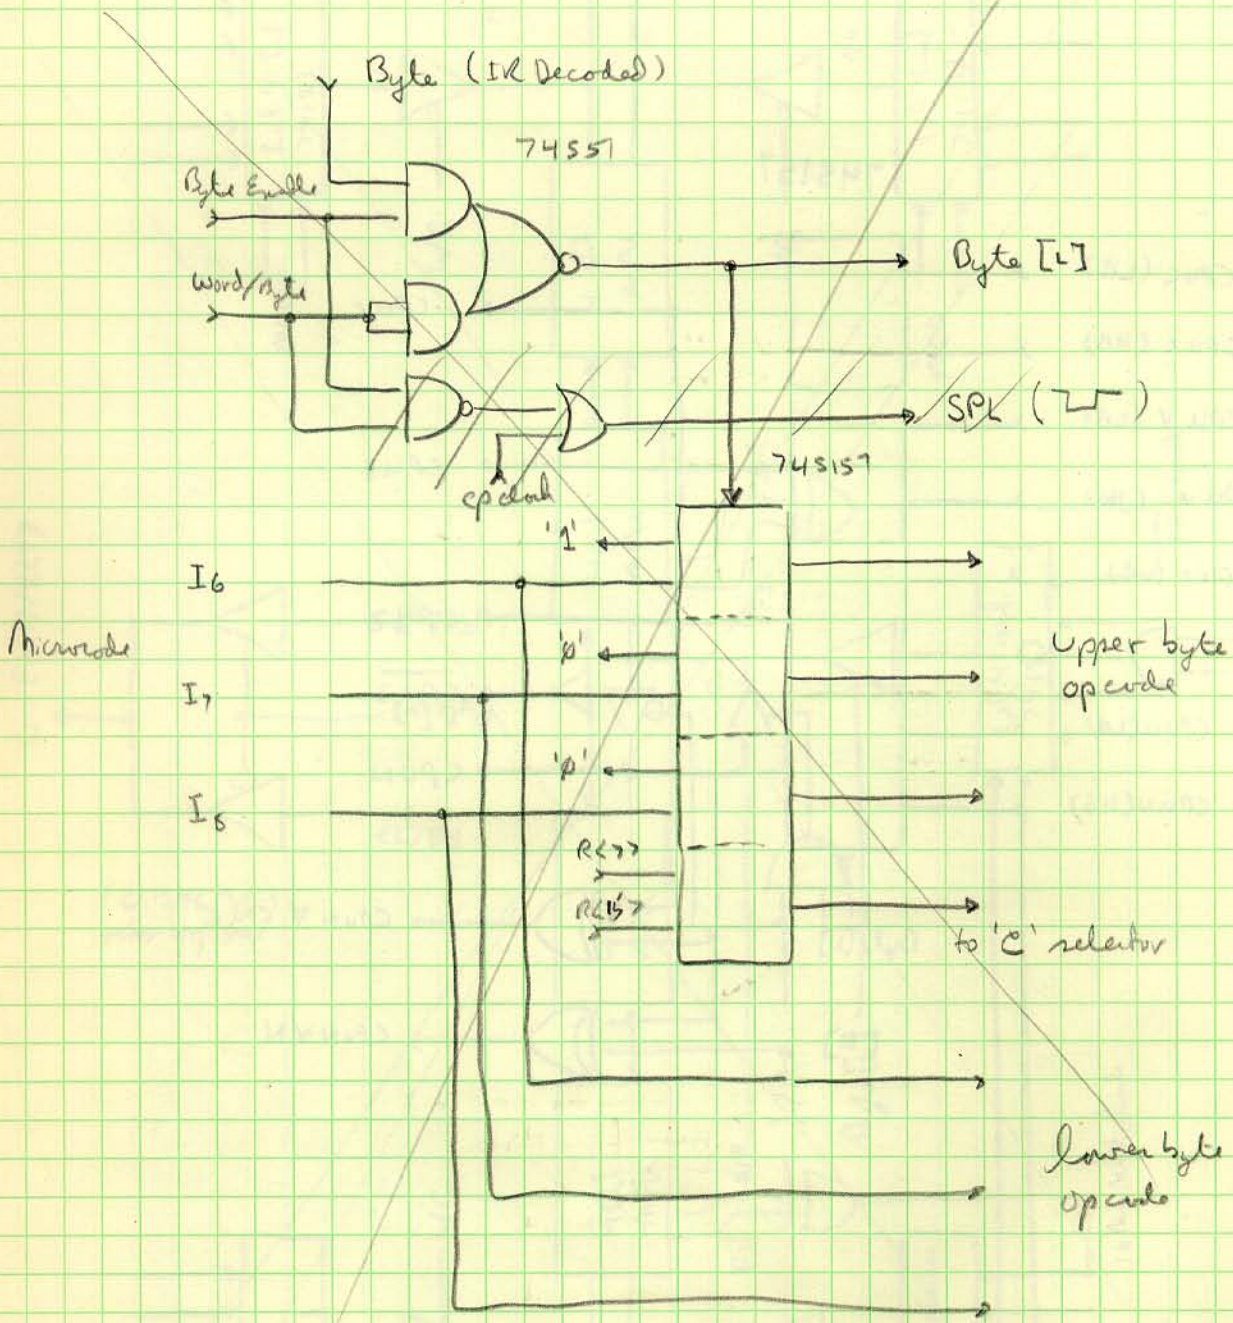 Byte (IR Decoded)
74S51
Byte Enable
Word/Byte
Byte [L]
SPL ( )
cp clock
74S157
'1'
I6
Microcode
'ø'
Upper byte
opcode
I7
'ø'
I8
R<7>
R<15>
to 'C' selector
lower byte
opcode